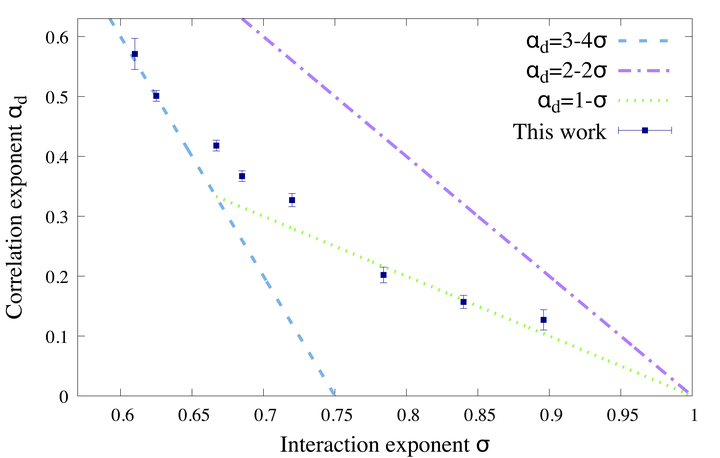 0.6
0.5
0.4
0.3
0.2
0.1
0
0.6
0.65
0.7
0.75
0.8
0.85
0.9
0.95
1
Correlation exponent αd
Interaction exponent σ
αd=3-4σ
αd=2-2σ
αd=1-σ
This work